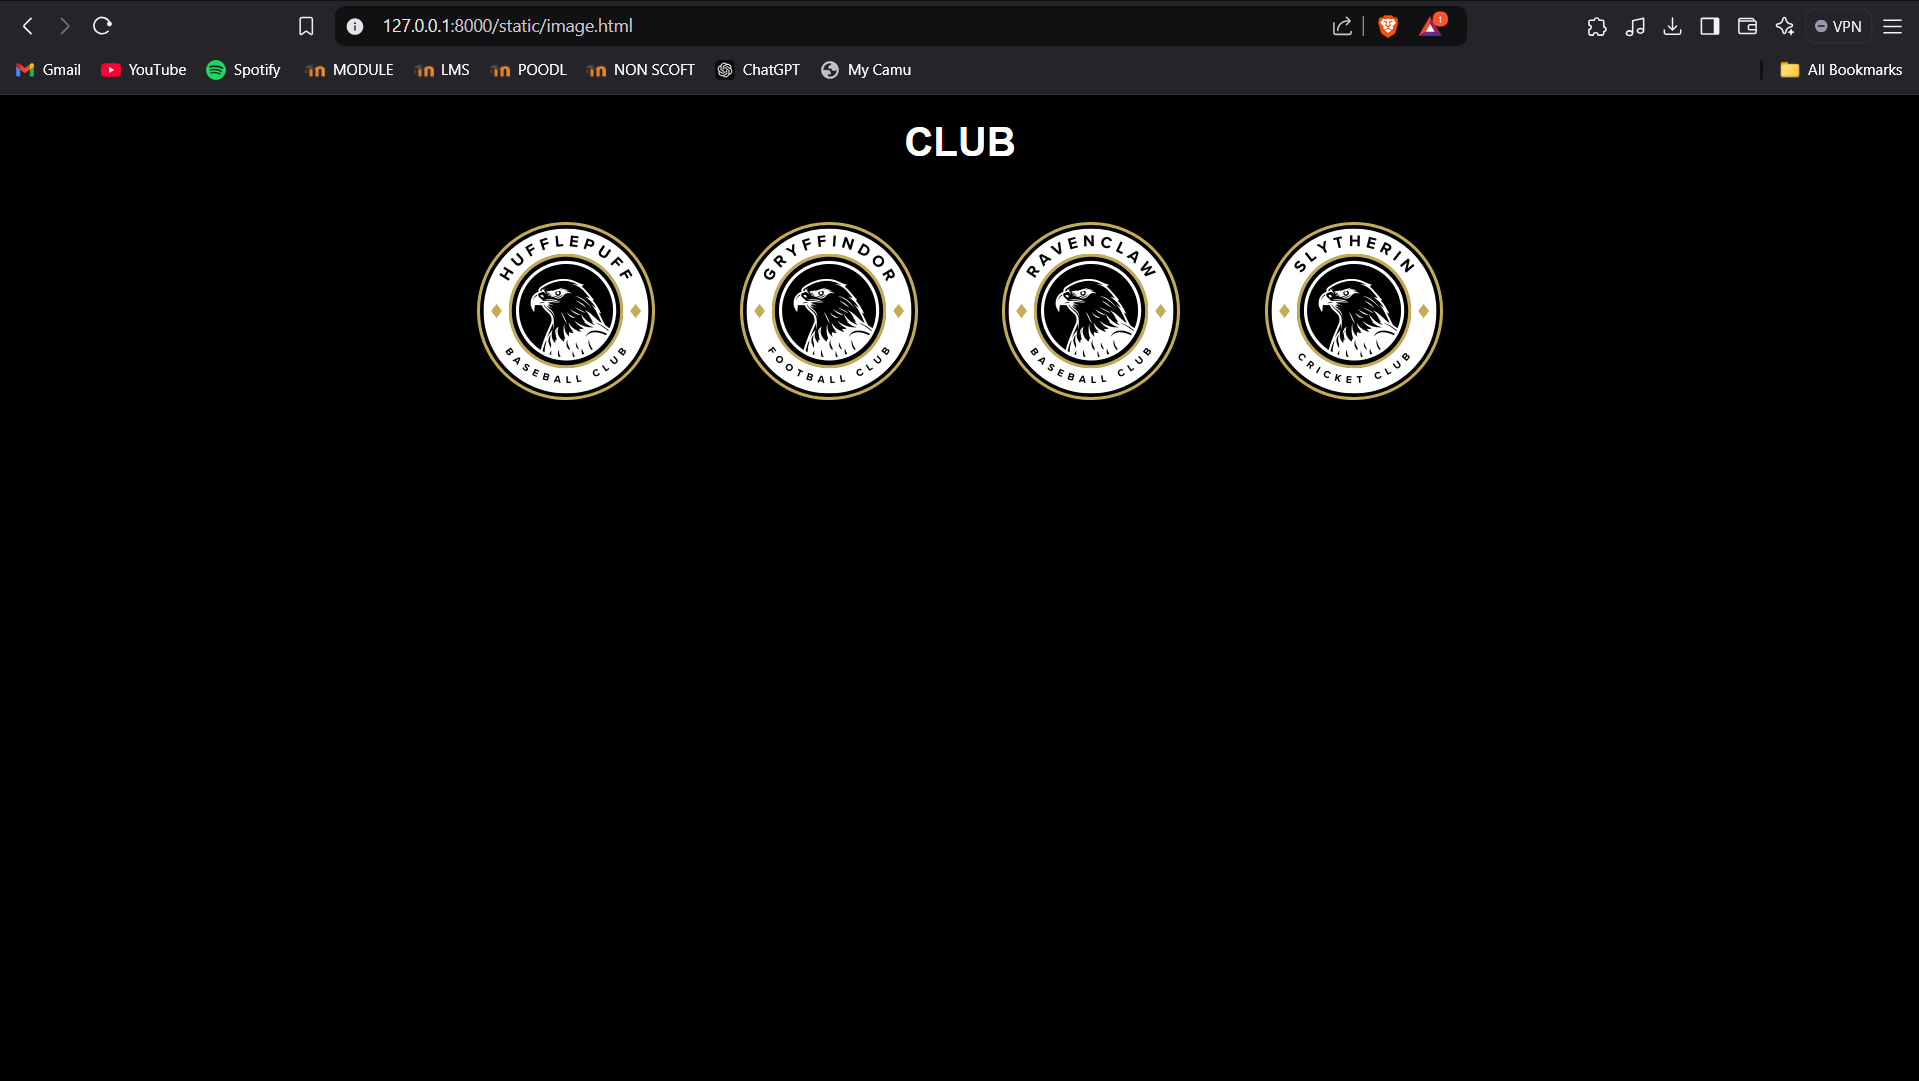 127.0.0.1:8000/static/image.html
1
VPN
Gmail YouTube Spotify MODULE LMS POODL NON SCOFT ChatGPT My Camu All Bookmarks
CLUB
HUFFLEPUFF
BASEBALL CLUB
GRYFFINDOR
FOOTBALL CLUB
RAVENCLAW
BASEBALL CLUB
SLYTHERIN
CRICKET CLUB